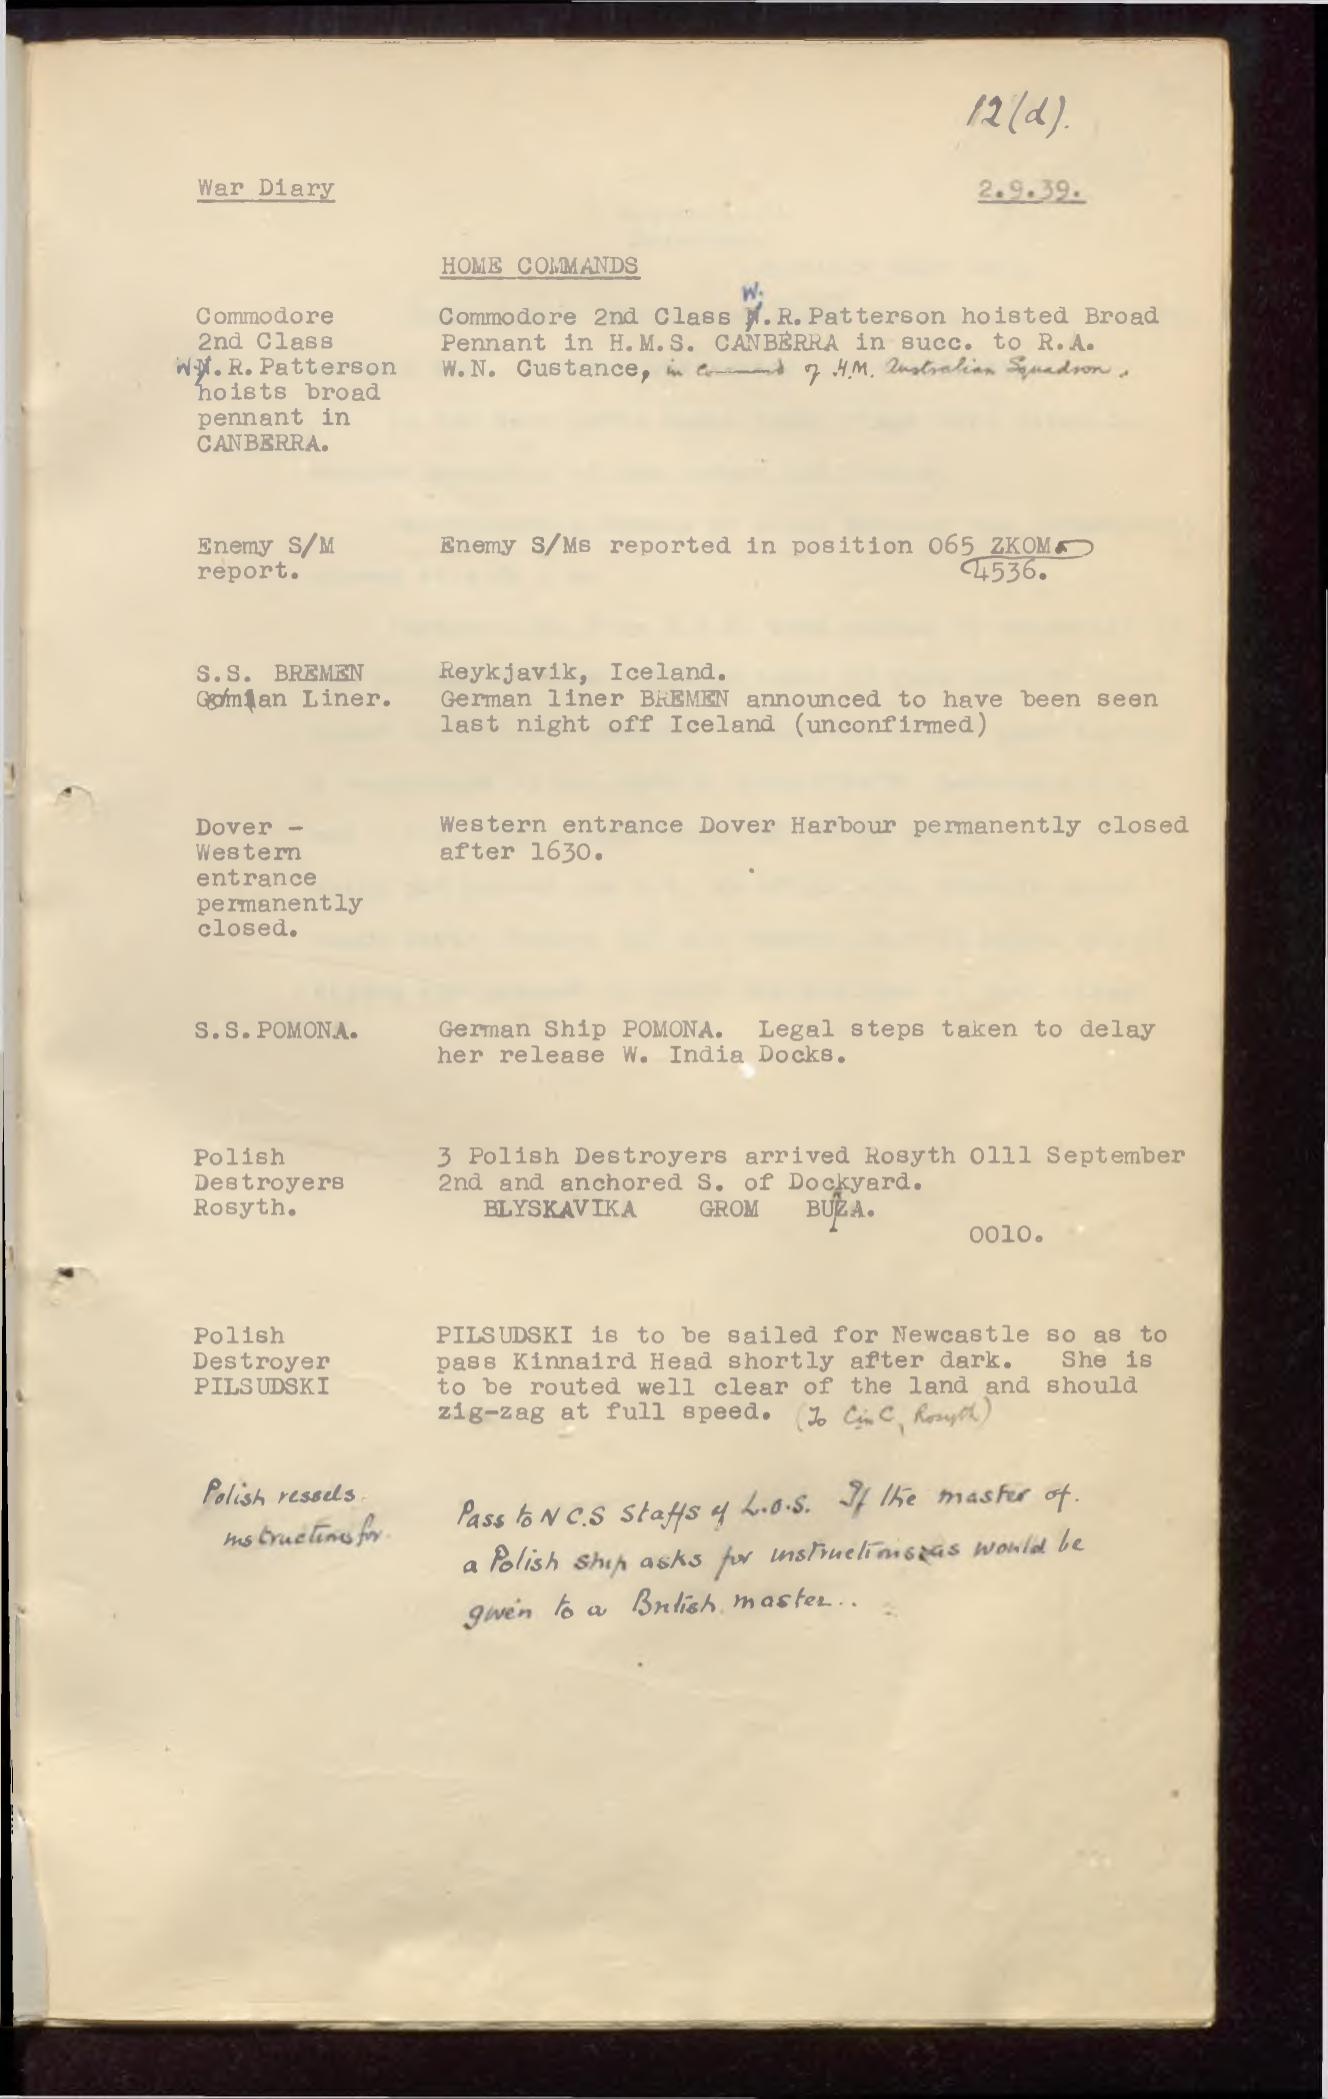 12(d).
War Diary
2.9.39.
HOME COMMANDS
Commodore
2nd Class
W.R.Patterson
hoists broad
pennant in
CANBERRA.
Commodore 2nd Class W.R.Patterson hoisted Broad
Pennant in H.M.S. CANBERRA in succ. to R.A.
W.N. Custance, in command of H.M. Australian Squadron.
Enemy S/M
report.
Enemy S/Ms reported in position 065 ZKOM
4536.
S.S. BREMEN
German Liner.
Reykjavik, Iceland.
German liner BREMEN announced to have been seen
last night off Iceland (unconfirmed)
Dover -
Western
entrance
permanently
closed.
Western entrance Dover Harbour permanently closed
after 1630.
S.S.POMONA.
German Ship POMONA. Legal steps taken to delay
her release W. India Docks.
Polish
Destroyers
Rosyth.
3 Polish Destroyers arrived Rosyth 0111 September
2nd and anchored S. of Dockyard.
BLYSKAVIKA GROM BUZA.
0010.
Polish
Destroyer
PILSUDSKI
PILSUDSKI is to be sailed for Newcastle so as to
pass Kinnaird Head shortly after dark. She is
to be routed well clear of the land and should
zig-zag at full speed. (To CinC, Rosyth)
Polish vessels.
instructions for.
Pass to N C.S Staffs of L.O.S. If the master of.
a Polish ship asks for instructions as would be
given to a British master..